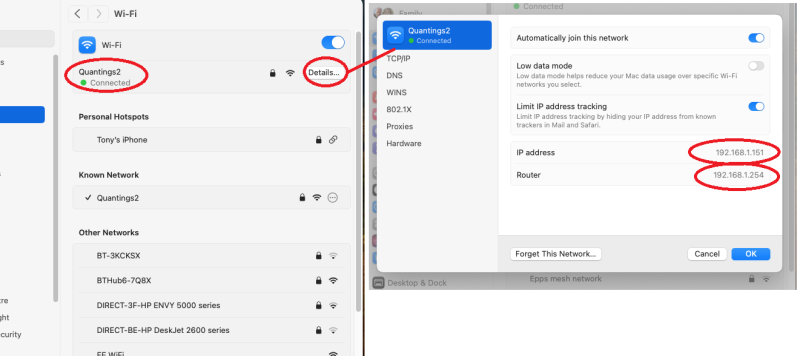 Wi-Fi
Wi-Fi
Quantings2
Connected
Details...
Personal Hotspots
Tony's iPhone
Known Network
Quantings2
Other Networks
BT-3KCKSX
BTHub6-7Q8X
DIRECT-3F-HP ENVY 5000 series
DIRECT-BE-HP DeskJet 2600 series
EE WiFi
s
tre
ght
curity
Family
Connected
Quantings2
Connected
TCP/IP
DNS
WINS
802.1X
Proxies
Hardware
Automatically join this network
Low data mode
Low data mode helps reduce your Mac data usage over specific Wi-Fi
networks you select.
Limit IP address tracking
Limit IP address tracking by hiding your IP address from known
trackers in Mail and Safari.
IP address 192.168.1.151
Router 192.168.1.254
Forget This Network... Cancel OK
Desktop & Dock
Epps mesh network